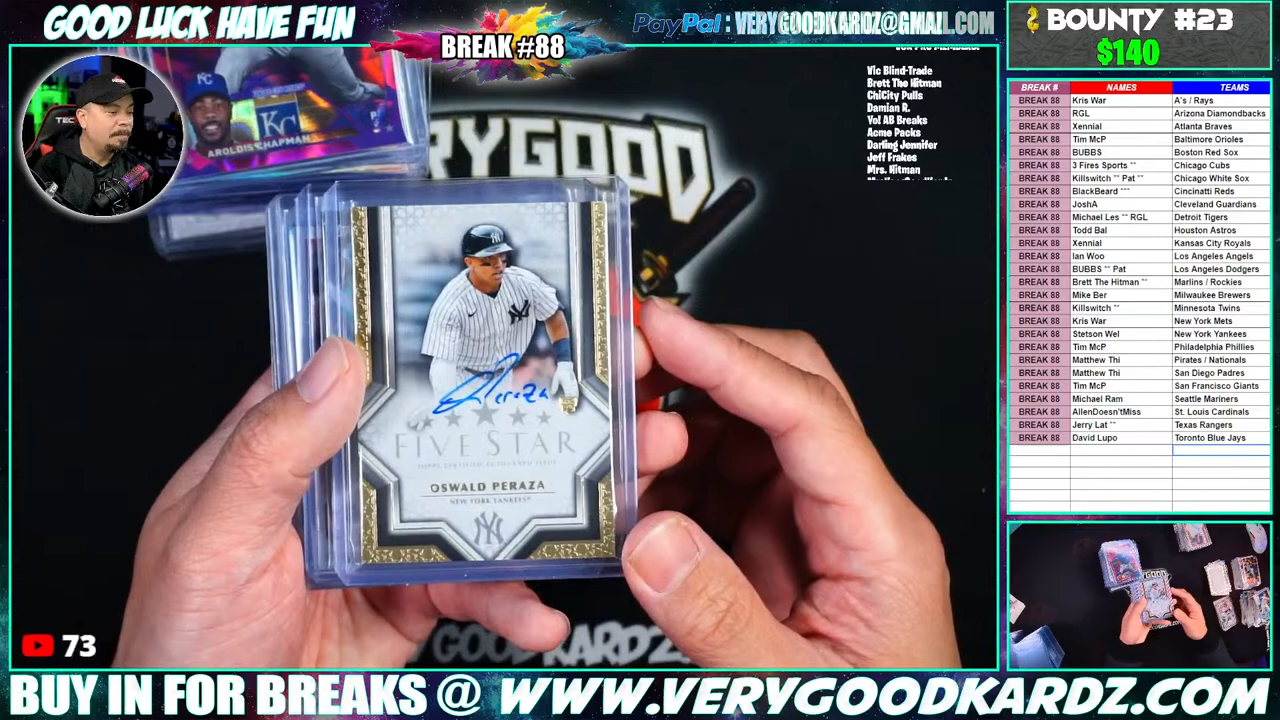 GOOD LUCK HAVE FUN
BREAK #88
PayPal : VERYGOODKARDZ@GMAIL.COM
BOUNTY #23
$140
Vic Blind-Trade
Brett The Hitman
ChiCity Pulls
Damian R.
Yo! AB Breaks
Acme Packs
Darling Jennifer
Jeff Frakes
Mrs. Hitman
KC
AROLDIS CHAPMAN
TEC
VERYGOOD
NY
Peraza
FIVE STAR
TOPPS CERTIFIED AUTOGRAPH ISSUE
OSWALD PERAZA
NEW YORK YANKEES®
NY
VERYGOODKARDZ
73
BREAK # NAMES TEAMS
BREAK 88 Kris War A's / Rays
BREAK 88 RGL Arizona Diamondbacks
BREAK 88 Xennial Atlanta Braves
BREAK 88 Tim McP Baltimore Orioles
BREAK 88 BUBBS Boston Red Sox
BREAK 88 3 Fires Sports ** Chicago Cubs
BREAK 88 Killswitch ** Pat ** Chicago White Sox
BREAK 88 BlackBeard *** Cincinatti Reds
BREAK 88 JoshA Cleveland Guardians
BREAK 88 Michael Les ** RGL Detroit Tigers
BREAK 88 Todd Bal Houston Astros
BREAK 88 Xennial Kansas City Royals
BREAK 88 Ian Woo Los Angeles Angels
BREAK 88 BUBBS ** Pat Los Angeles Dodgers
BREAK 88 Brett The Hitman ** Marlins / Rockies
BREAK 88 Mike Ber Milwaukee Brewers
BREAK 88 Killswitch ** Minnesota Twins
BREAK 88 Kris War New York Mets
BREAK 88 Stetson Wel New York Yankees
BREAK 88 Tim McP Philadelphia Phillies
BREAK 88 Matthew Thi Pirates / Nationals
BREAK 88 Matthew Thi San Diego Padres
BREAK 88 Tim McP San Francisco Giants
BREAK 88 Michael Ram Seattle Mariners
BREAK 88 AllenDoesn'tMiss St. Louis Cardinals
BREAK 88 Jerry Lat ** Texas Rangers
BREAK 88 David Lupo Toronto Blue Jays
BUY IN FOR BREAKS @ WWW.VERYGOODKARDZ.COM